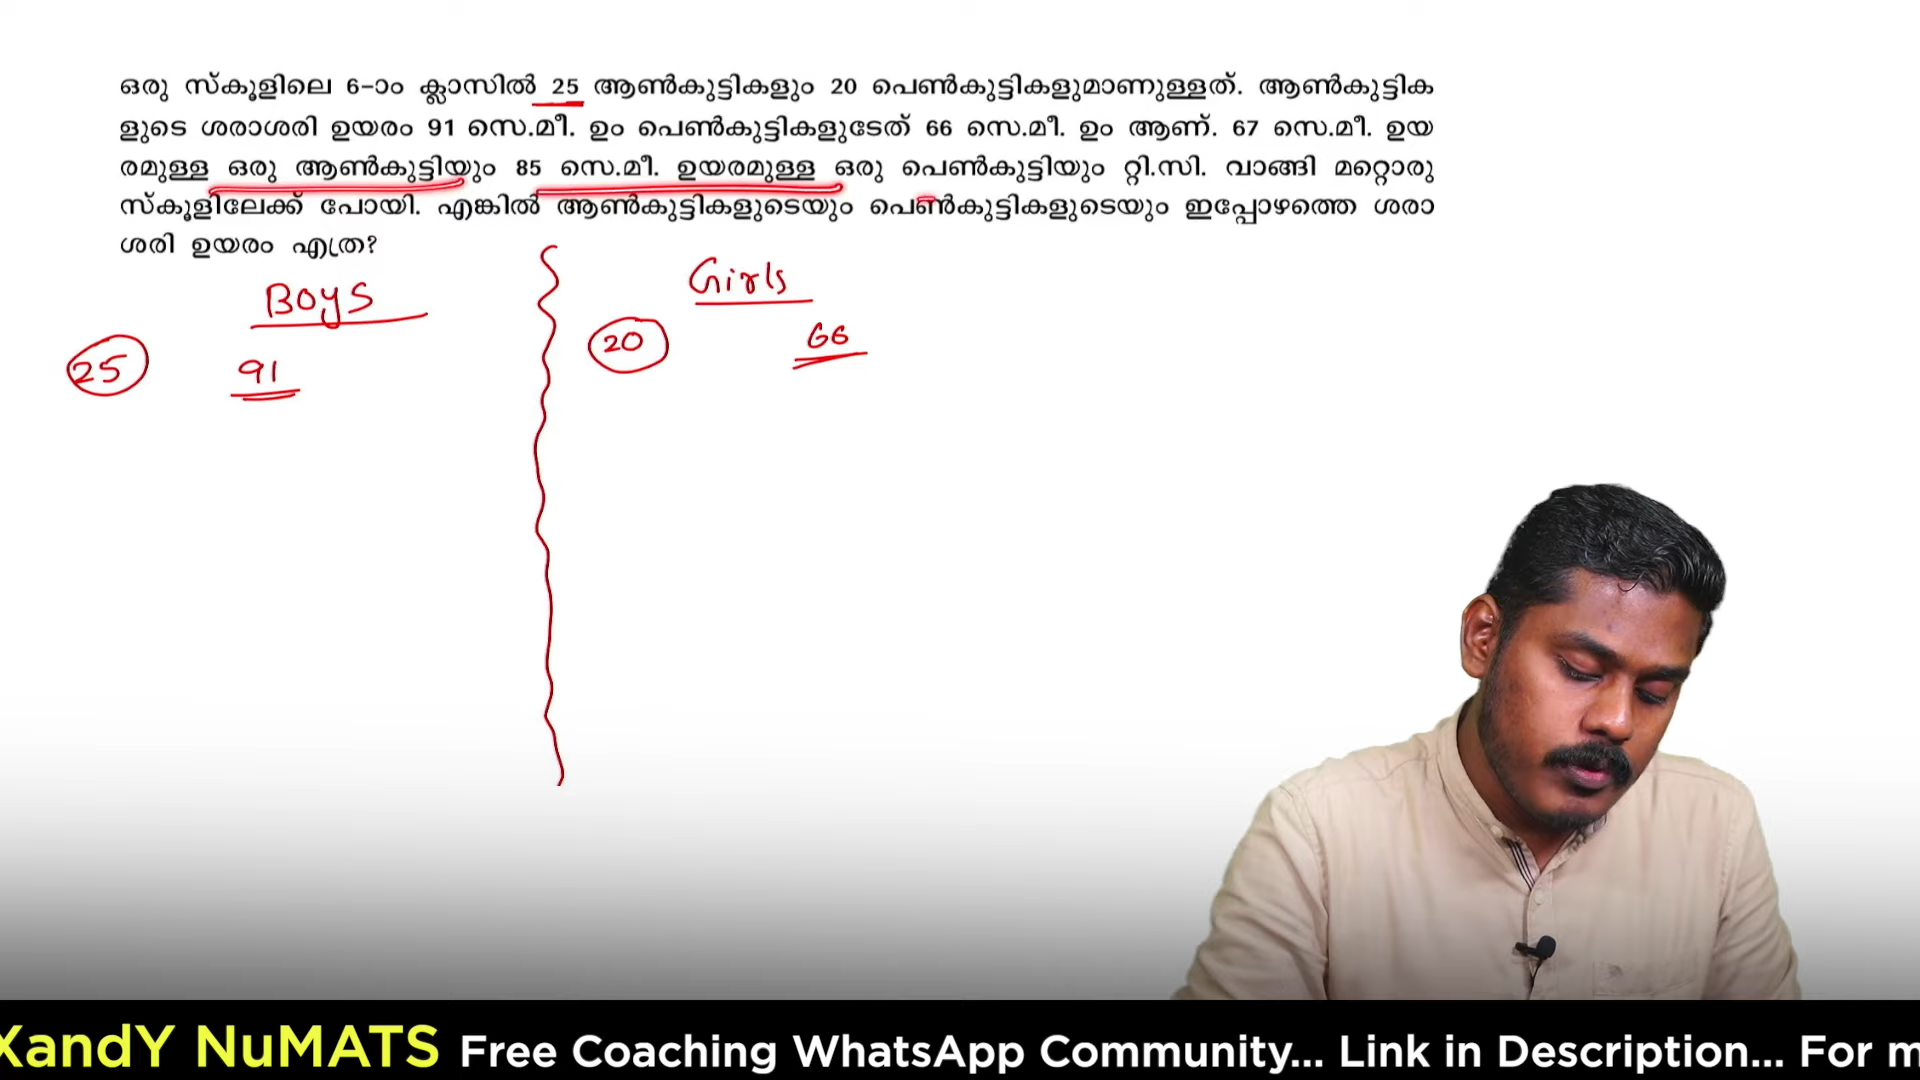 ഒരു സ്കൂളിലെ 6-ാം ക്ലാസിൽ 25 ആൺകുട്ടികളും 20 പെൺകുട്ടികളുമാണുള്ളത്. ആൺകുട്ടിക
ളുടെ ശരാശരി ഉയരം 91 സെ.മീ. ഉം പെൺകുട്ടികളുടേത് 66 സെ.മീ. ഉം ആണ്. 67 സെ.മീ. ഉയ
രമുള്ള ഒരു ആൺകുട്ടിയും 85 സെ.മീ. ഉയരമുള്ള ഒരു പെൺകുട്ടിയും റ്റി.സി. വാങ്ങി മറ്റൊരു
സ്കൂളിലേക്ക് പോയി. എങ്കിൽ ആൺകുട്ടികളുടെയും പെൺകുട്ടികളുടെയും ഇപ്പോഴത്തെ ശരാ
ശരി ഉയരം എത്ര?
Boys
25 91
Girls
20 66
XandY NuMATS Free Coaching WhatsApp Community... Link in Description... For m